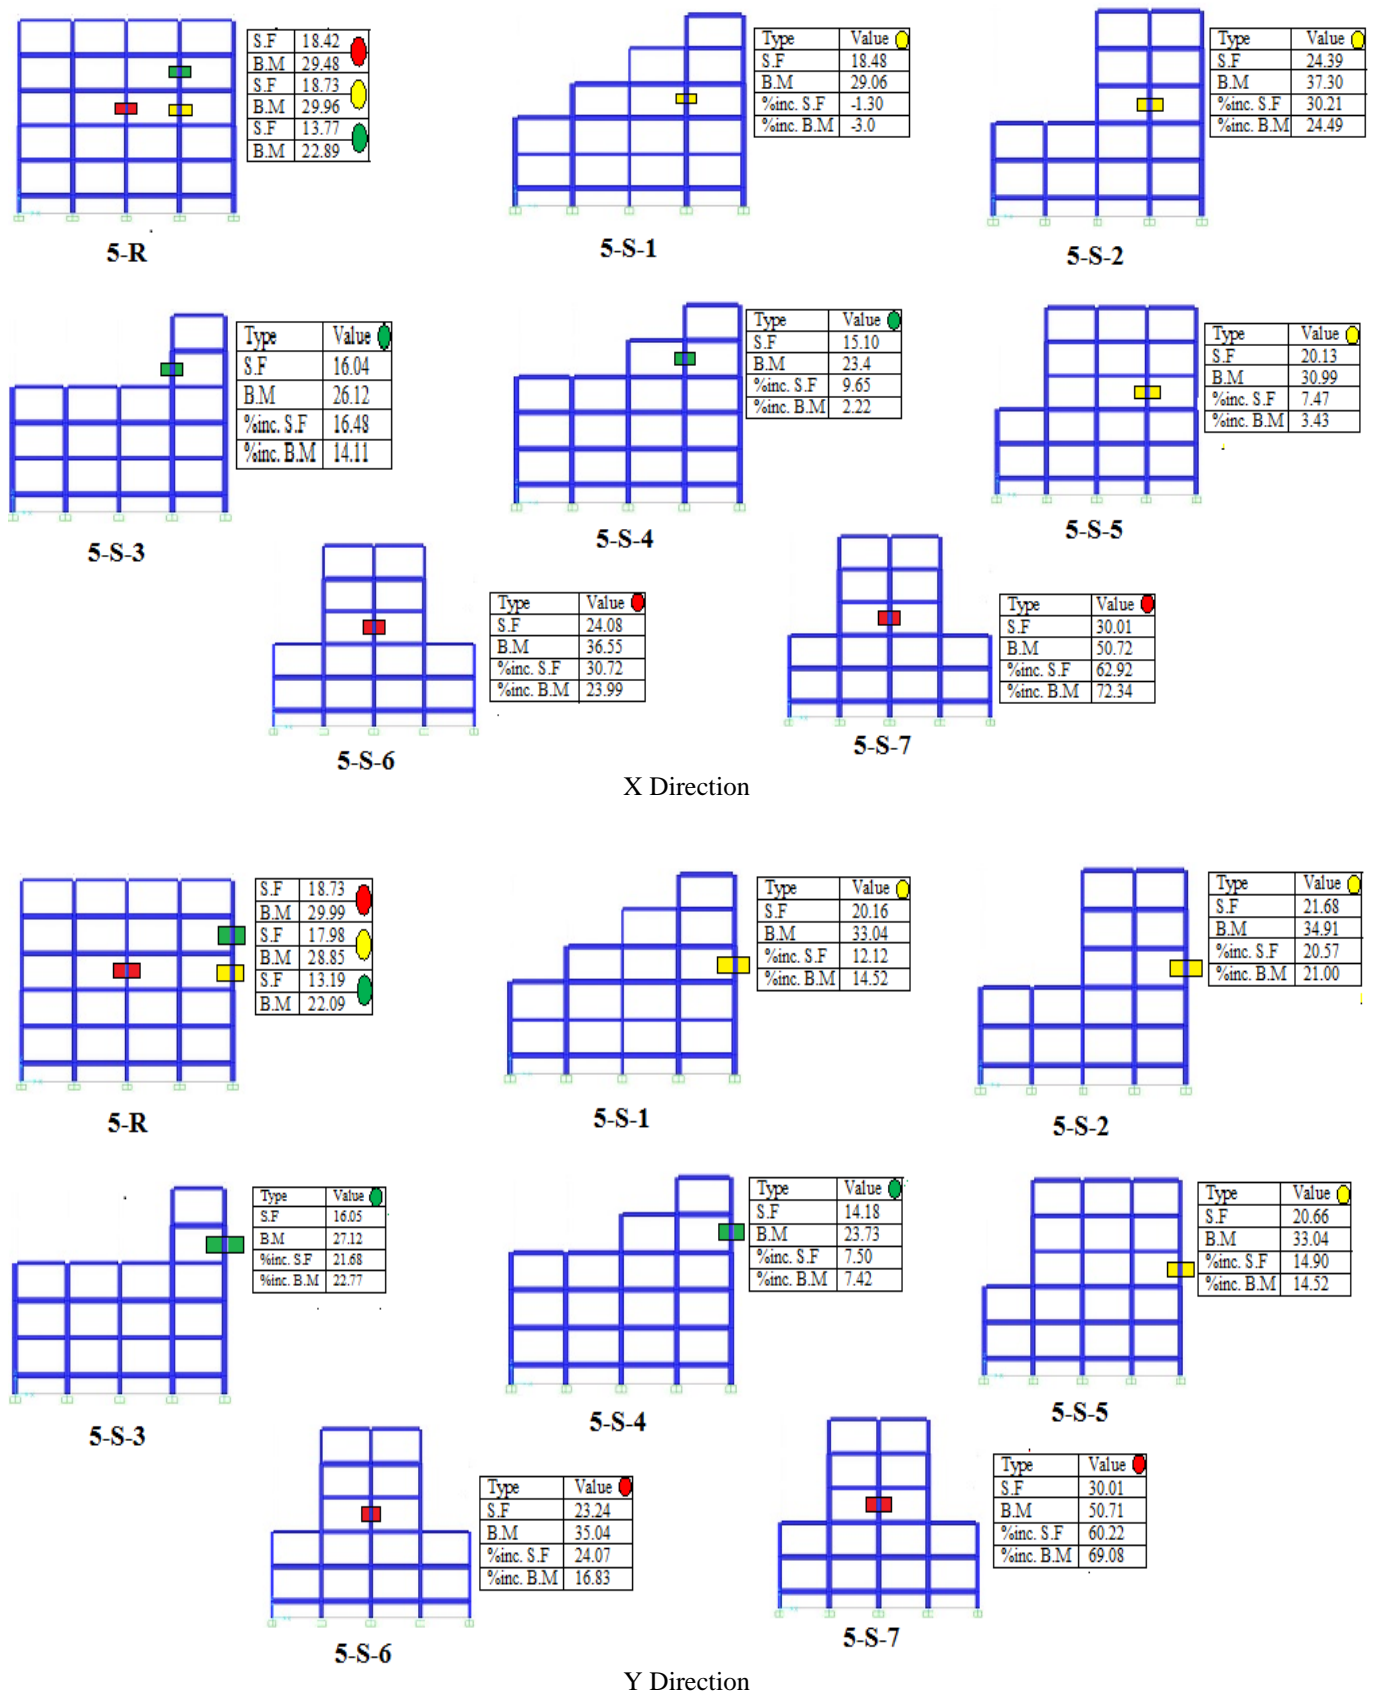 S.F 18.42
B.M 29.48
S.F 18.73
B.M 29.96
S.F 13.77
B.M 22.89
5-R
Type Value
S.F 18.48
B.M 29.06
%inc. S.F -1.30
%inc. B.M -3.0
5-S-1
Type Value
S.F 24.39
B.M 37.30
%inc. S.F 30.21
%inc. B.M 24.49
5-S-2
Type Value
S.F 16.04
B.M 26.12
%inc. S.F 16.48
%inc. B.M 14.11
5-S-3
Type Value
S.F 15.10
B.M 23.4
%inc. S.F 9.65
%inc. B.M 2.22
5-S-4
Type Value
S.F 20.13
B.M 30.99
%inc. S.F 7.47
%inc. B.M 3.43
5-S-5
Type Value
S.F 24.08
B.M 36.55
%inc. S.F 30.72
%inc. B.M 23.99
5-S-6
Type Value
S.F 30.01
B.M 50.72
%inc. S.F 62.92
%inc. B.M 72.34
5-S-7
X Direction
S.F 18.73
B.M 29.99
S.F 17.98
B.M 28.85
S.F 13.19
B.M 22.09
5-R
Type Value
S.F 20.16
B.M 33.04
%inc. S.F 12.12
%inc. B.M 14.52
5-S-1
Type Value
S.F 21.68
B.M 34.91
%inc. S.F 20.57
%inc. B.M 21.00
5-S-2
Type Value
S.F 16.05
B.M 27.12
%inc. S.F 21.68
%inc. B.M 22.77
5-S-3
Type Value
S.F 14.18
B.M 23.73
%inc. S.F 7.50
%inc. B.M 7.42
5-S-4
Type Value
S.F 20.66
B.M 33.04
%inc. S.F 14.90
%inc. B.M 14.52
5-S-5
Type Value
S.F 23.24
B.M 35.04
%inc. S.F 24.07
%inc. B.M 16.83
5-S-6
Type Value
S.F 30.01
B.M 50.71
%inc. S.F 60.22
%inc. B.M 69.08
5-S-7
Y Direction